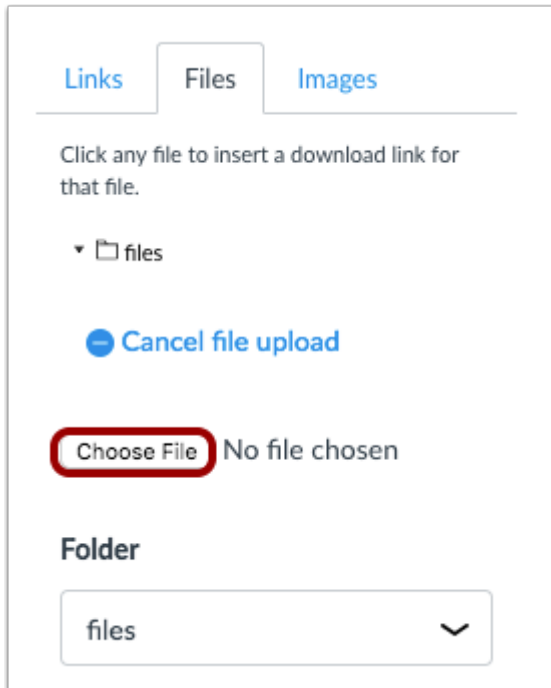 Links Files Images
Click any file to insert a download link for
that file.
files
Cancel file upload
Choose File No file chosen
Folder
files